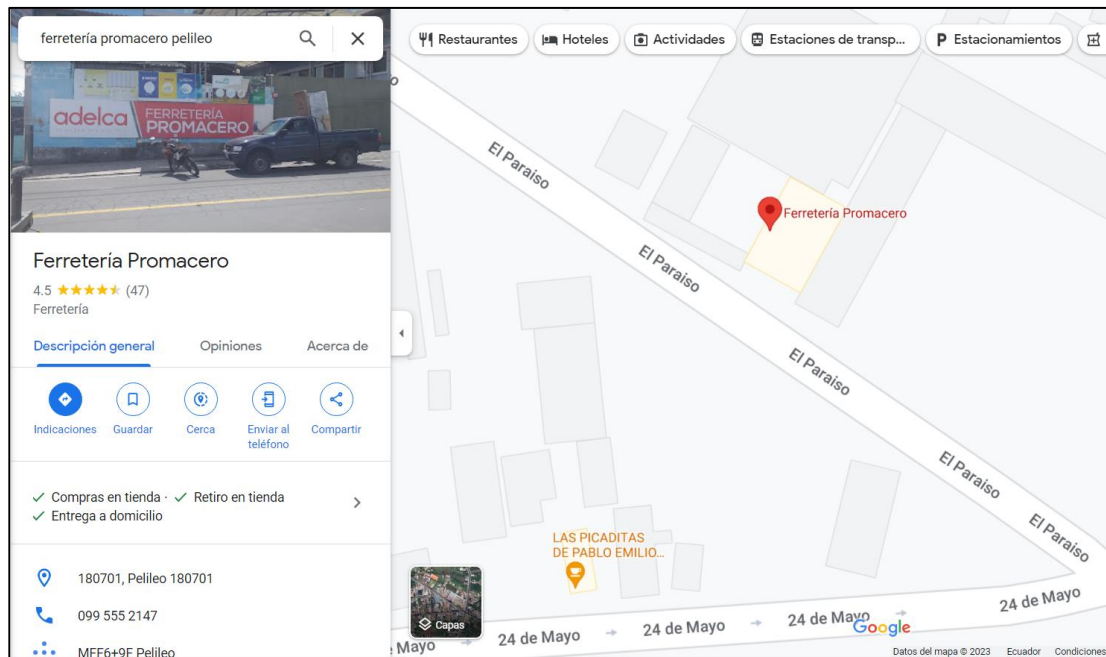 ferretería promacero pelileo
adelca
FERRETERÍA
PROMACERO
Ferretería Promacero
4.5 (47)
Ferretería
Descripción general Opiniones Acerca de
Indicaciones Guardar Cerca Enviar al teléfono Compartir
Compras en tienda · Retiro en tienda
Entrega a domicilio
180701, Pelileo 180701
099 555 2147
Pelileo
Restaurantes Hoteles Actividades Estaciones de transp... P Estacionamientos
El Paraiso
Ferretería Promacero
El Paraiso
El Paraiso
El Paraiso
El Paraiso
LAS PICADITAS
DE PABLO EMILIO...
Capas
24 de Mayo
24 de Mayo
24 de Mayo
24 de Mayo
Mayo
Google
Datos del mapa © 2023 Ecuador Condiciones